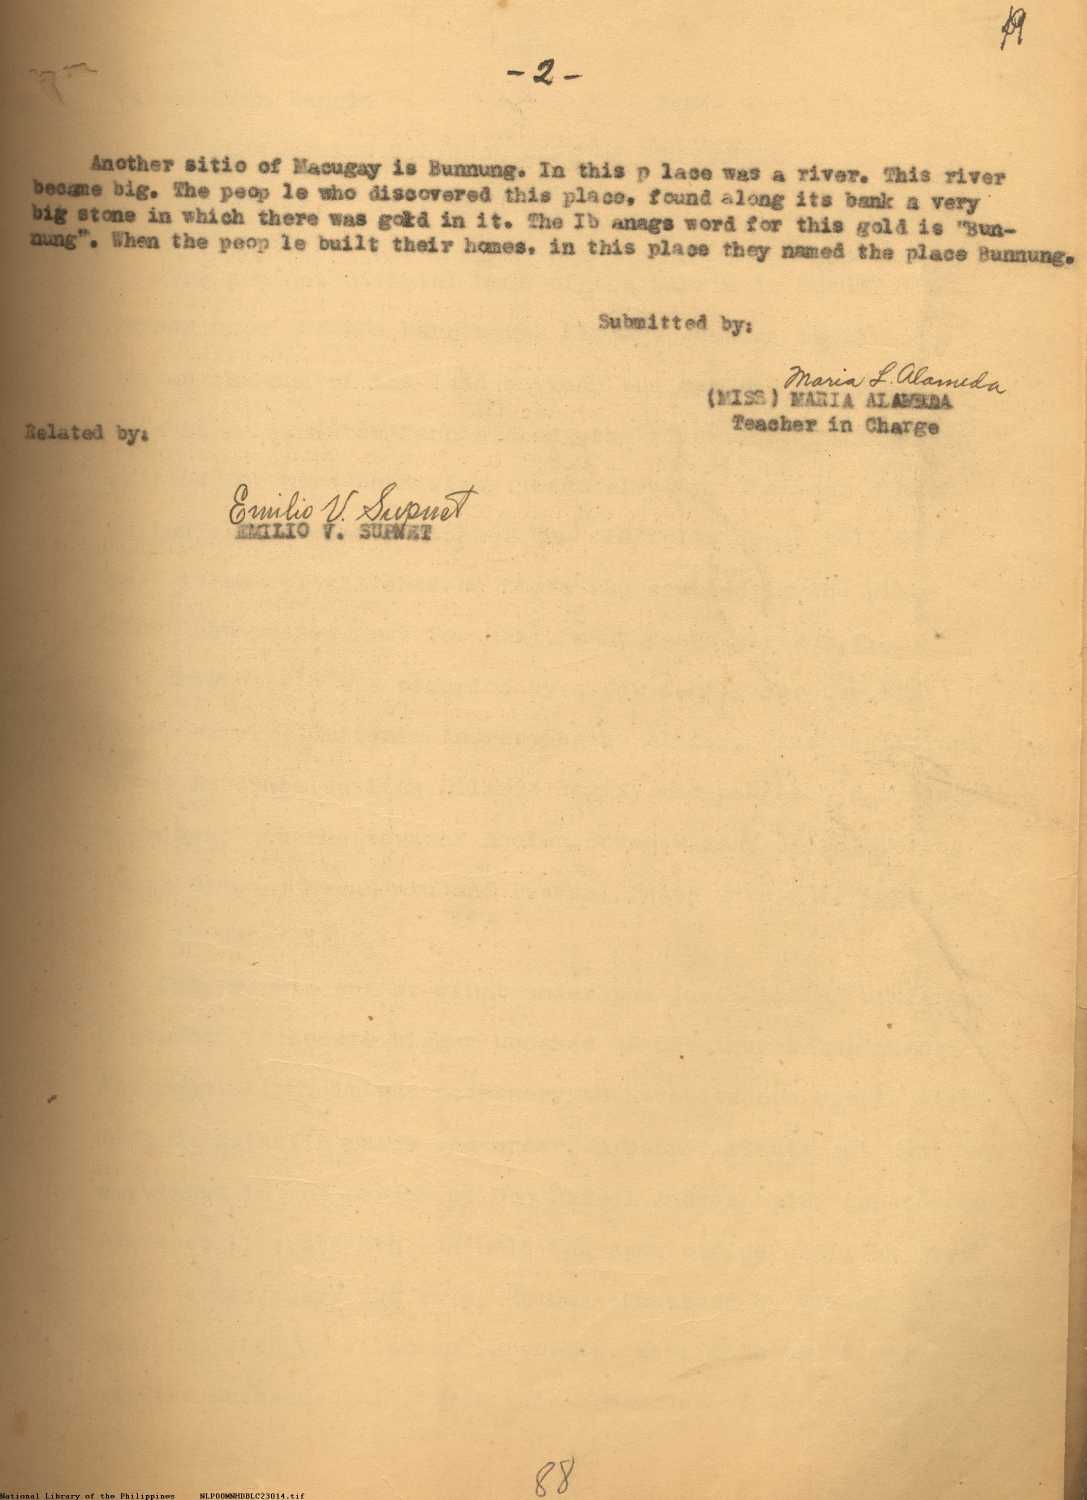 19
- 2 -
Another sitio of Macugay is Bunnung. In this p lace was a river. This river
became big. The peop le who discovered this place, found along its bank a very
big stone in which there was gold in it. The Ib anags word for this gold is "Bun-
nung". When the peop le built their homes, in this place they named the place Bunnung.
Submitted by:
Maria L. Alameda
(MISS) MARIA ALAMEDA
Teacher in Charge
Related by:
Emilio V. Supnet
EMILIO V. SUPNET
88
National Library of the Philippines NLP00MNHDBLC23014.tif